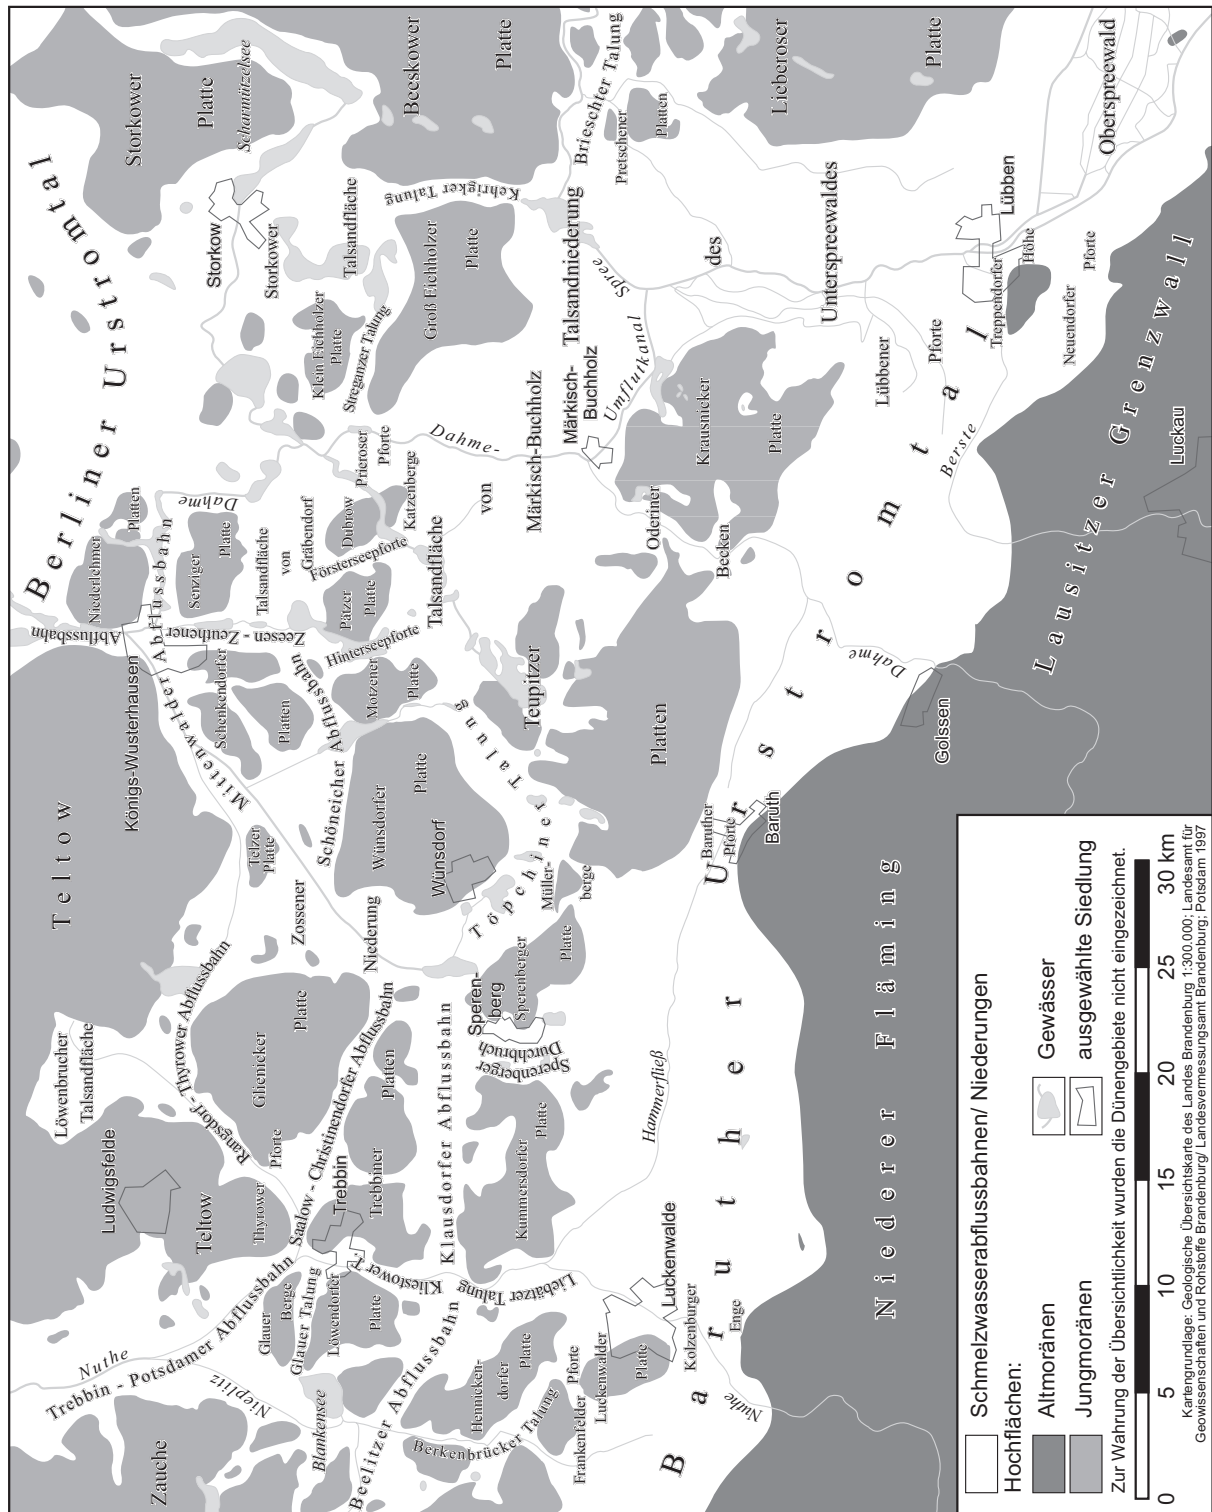 Berliner Urstromtal
Storkower
Platte
Scharmützelsee
Beeskower
Platte
Storkow
Storkower
Talsandfläche
Kehrigker Talung
Brieschter Talung
Pretschener
Platten
Lieberoser
Platte
Oberspreewald
Klein Eichholzer
Platte
Streganzer Talung
Groß Eichholzer
Platte
Talsandniederung
Spree
des
Unterspreewaldes
Lübben
Treppendorfer
Höhe
Neuendorfer
Pforte
Lübbener
Pforte
Umflutkanal
Märkisch-
Buchholz
Krausnicker
Platte
Berste
Luckau
Lausitzer Grenzwall
Niederlehmer
Platten
Dahme
Senziger
Platte
Talsandfläche
von
Gräbendorf
Dubrow
Prieroser
Pforte
Katzenberge
Försterseepforte
Dahme-
Talsandfläche
von
Märkisch-Buchholz
Oderiner
Becken
Pätzer
Platte
Hinterseepforte
Abflussbahn
Zeesen - Zeuthener
Königs-Wusterhausen
Mittenwalder Abflussbahn
Schenkendorfer
Platten
Schöneicher Abflussbahn
Motzener
Platte
Teupitzer
Platten
Dahme
Golssen
Teltow
Telzer
Platte
Wünsdorfer
Platte
Wünsdorf
Töpchiner Talung
Müller-
berge
Baruther
Pforte
Baruth
Baruther Urstromtal
Zossener
Niederung
Löwenbrucher
Talsandfläche
Rangsdorf - Thyrower Abflussbahn
Glienicker
Platte
Saalow - Christinendorfer Abflussbahn
Platten
Trebbiner
Klausdorfer Abflussbahn
Speren-
berg
Sperenberger
Platte
Sperenberger
Durchbruch
Kummersdorfer
Platte
Hammerfließ
Niederer Fläming
Ludwigsfelde
Teltow
Thyrower
Pforte
Trebbin
Nuthe
Trebbin - Potsdamer Abflussbahn
Glauer
Berge
Glauer Talung
Löwendorfer
Platte
Kliestower T.
Liebätzer Talung
Luckenwalde
Nieplitz
Blankensee
Zauche
Beelitzer Abflussbahn
Hennicken-
dorfer
Platte
Berkenbrücker Talung
Frankenfelder
Pforte
Luckenwalder
Platte
Kolzenburger
Enge
Nuthe
Schmelzwasserabflussbahnen/ Niederungen
Hochflächen:
Altmoränen
Jungmoränen
Gewässer
ausgewählte Siedlung
Zur Wahrung der Übersichtlichkeit wurden die Dünengebiete nicht eingezeichnet.
0 5 10 15 20 25 30 km
Kartengrundlage: Geologische Übersichtskarte des Landes Brandenburg 1:300.000; Landesamt für
Geowissenschaften und Rohstoffe Brandenburg/ Landesvermessungsamt Brandenburg; Potsdam 1997